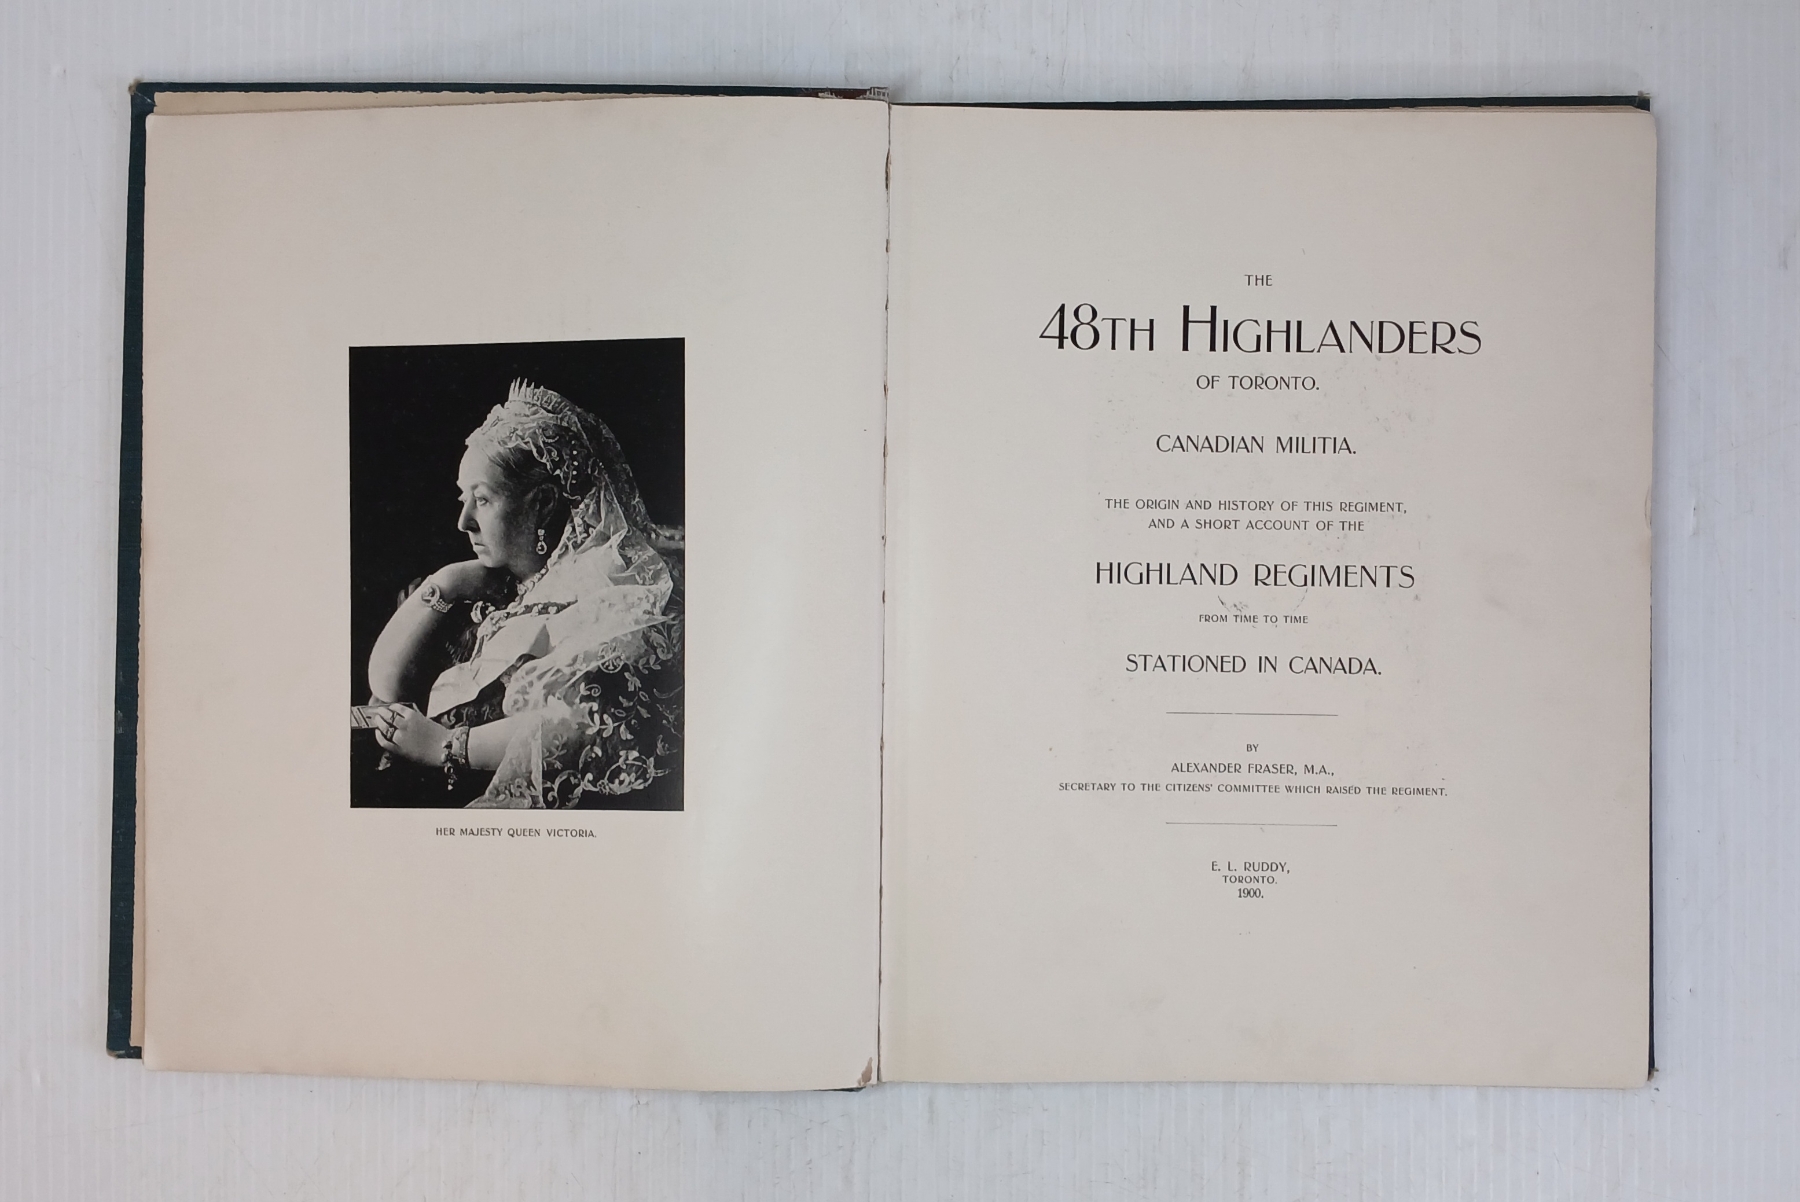 HER MAJESTY QUEEN VICTORIA.
THE
48TH HIGHLANDERS
OF TORONTO.
CANADIAN MILITIA.
THE ORIGIN AND HISTORY OF THIS REGIMENT,
AND A SHORT ACCOUNT OF THE
HIGHLAND REGIMENTS
FROM TIME TO TIME
STATIONED IN CANADA.
BY
ALEXANDER FRASER, M.A.,
SECRETARY TO THE CITIZENS' COMMITTEE WHICH RAISED THE REGIMENT.
E. L. RUDDY,
TORONTO.
1900.